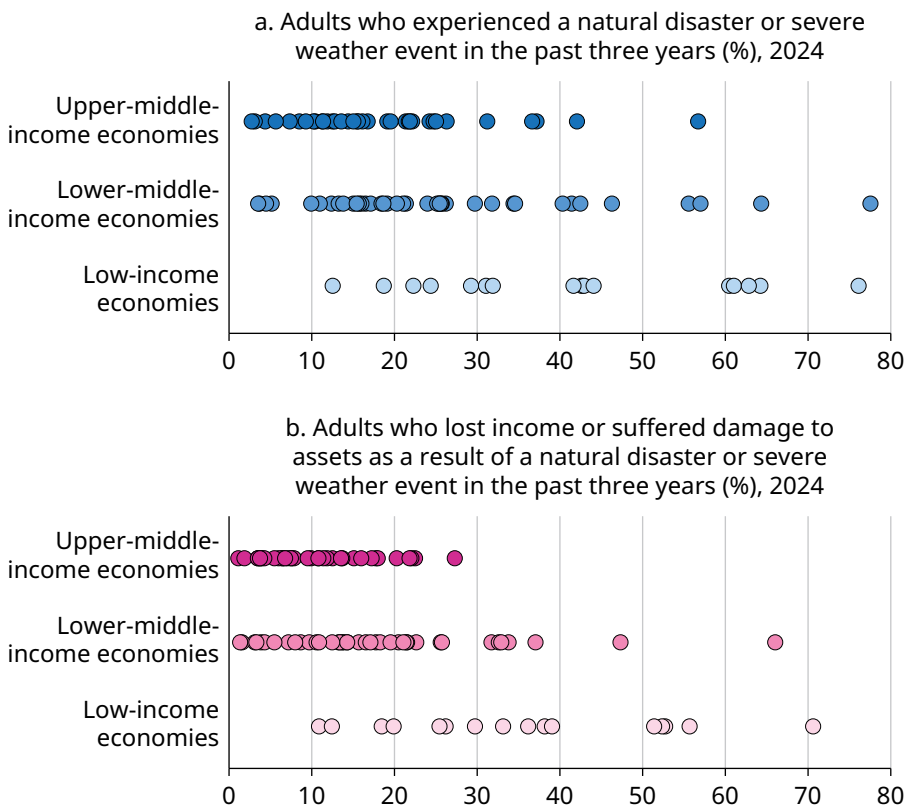 a. Adults who experienced a natural disaster or severe
weather event in the past three years (%), 2024
Upper-middle-
income economies
Lower-middle-
income economies
Low-income
economies
0 10 20 30 40 50 60 70 80
b. Adults who lost income or suffered damage to
assets as a result of a natural disaster or severe
weather event in the past three years (%), 2024
Upper-middle-
income economies
Lower-middle-
income economies
Low-income
economies
0 10 20 30 40 50 60 70 80